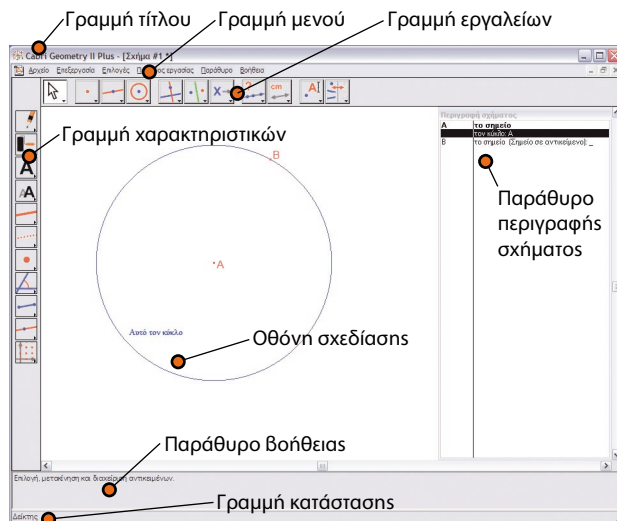 Γραμμή τίτλου
Γραμμή μενού
Γραμμή εργαλείων
Cabri Geometry II Plus - [Σχήμα #1 *]
Αρχείο Επεξεργασία Επιλογές εργασίας Παράθυρο Βοήθεια
Γραμμή χαρακτηριστικών
Περιγραφή σχήματος
A το σημείο
τον κύκλο: A
B το σημείο (Σημείο σε αντικείμενο): _
B
A
Παράθυρο
περιγραφής
σχήματος
Αυτό τον κύκλο
Οθόνη σχεδίασης
Παράθυρο βοήθειας
Επιλογή, μετακίνηση και διαχείριση αντικειμένων.
Γραμμή κατάστασης
Δείκτης